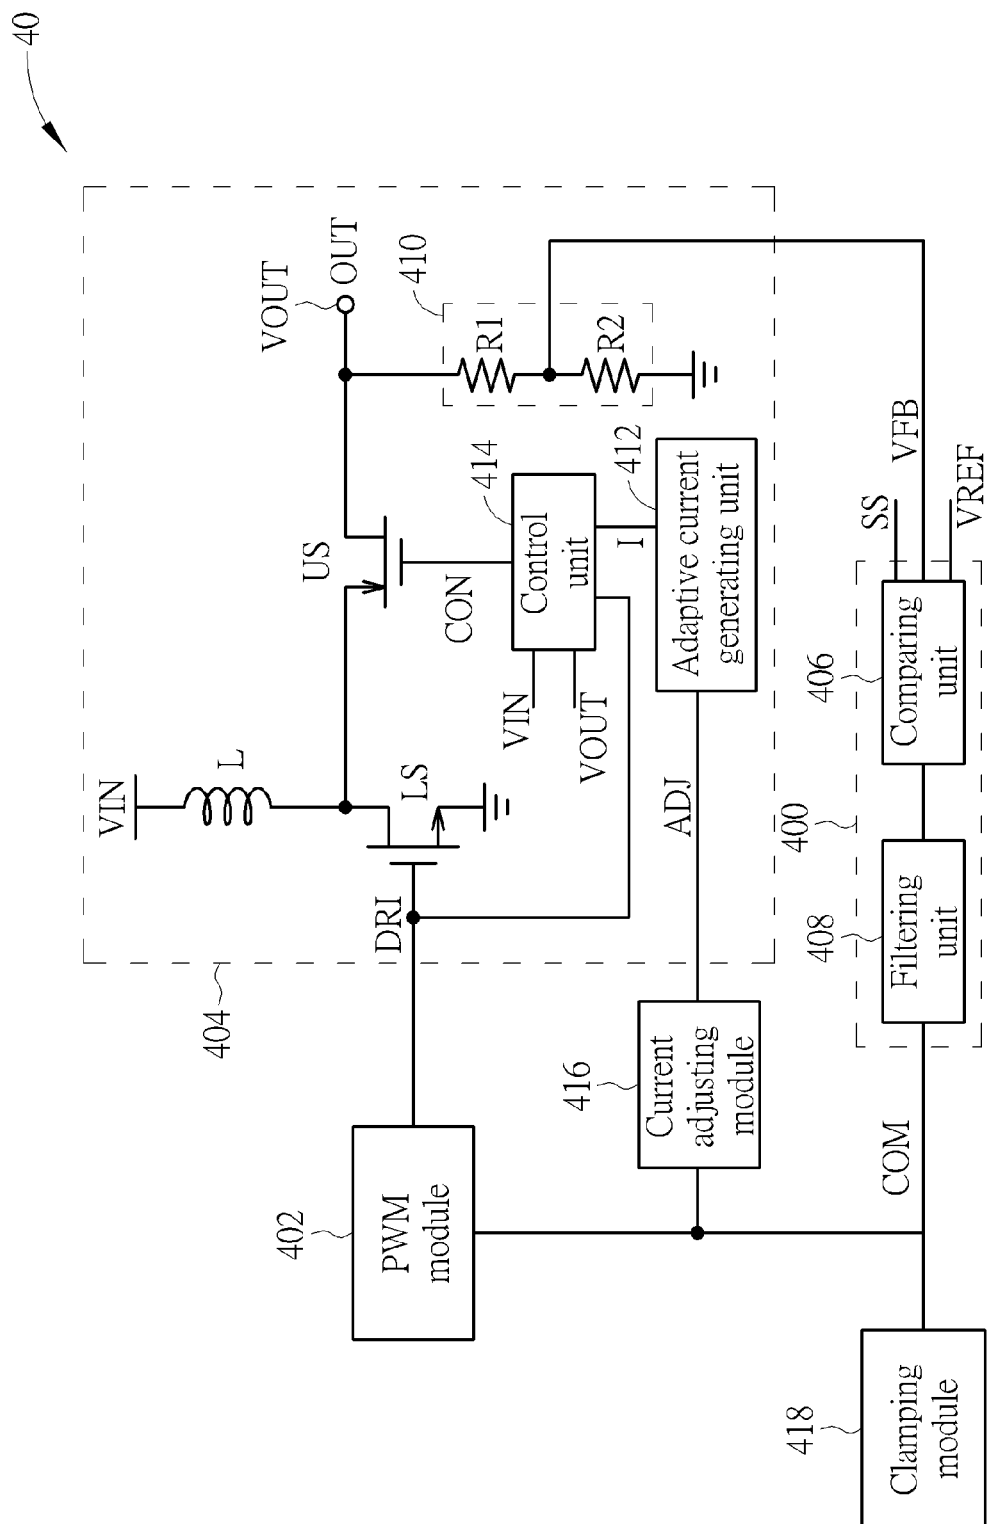 40
VIN
L
VOUT
OUT
US
LS
DRI
CON
VIN
VOUT
Control
unit
414
I
412
Adaptive current
generating unit
410
R1
R2
404
402
PWM
module
416
Current
adjusting
module
ADJ
VFB
SS
VREF
406
Comparing
unit
400
408
Filtering
unit
COM
418
Clamping
module